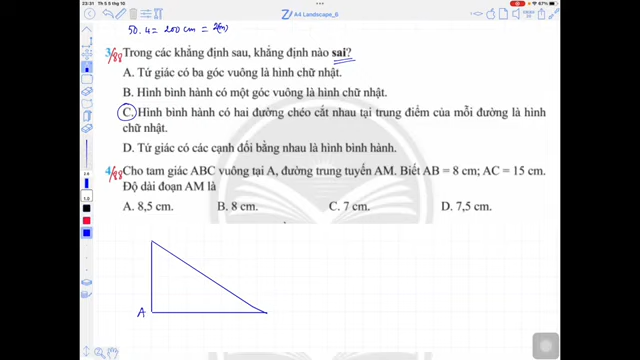 23:31 Th 5 5 thg 10
67%
A4 Landscape_6
50.4 = 200 cm = 2(m)
3/88 Trong các khẳng định sau, khẳng định nào sai?
A. Tứ giác có ba góc vuông là hình chữ nhật.
B. Hình bình hành có một góc vuông là hình chữ nhật.
C. Hình bình hành có hai đường chéo cắt nhau tại trung điểm của mỗi đường là hình
chữ nhật.
D. Tứ giác có các cạnh đối bằng nhau là hình bình hành.
4/88 Cho tam giác ABC vuông tại A, đường trung tuyến AM. Biết AB = 8 cm; AC = 15 cm.
Độ dài đoạn AM là
A. 8,5 cm. B. 8 cm. C. 7 cm. D. 7,5 cm.
A